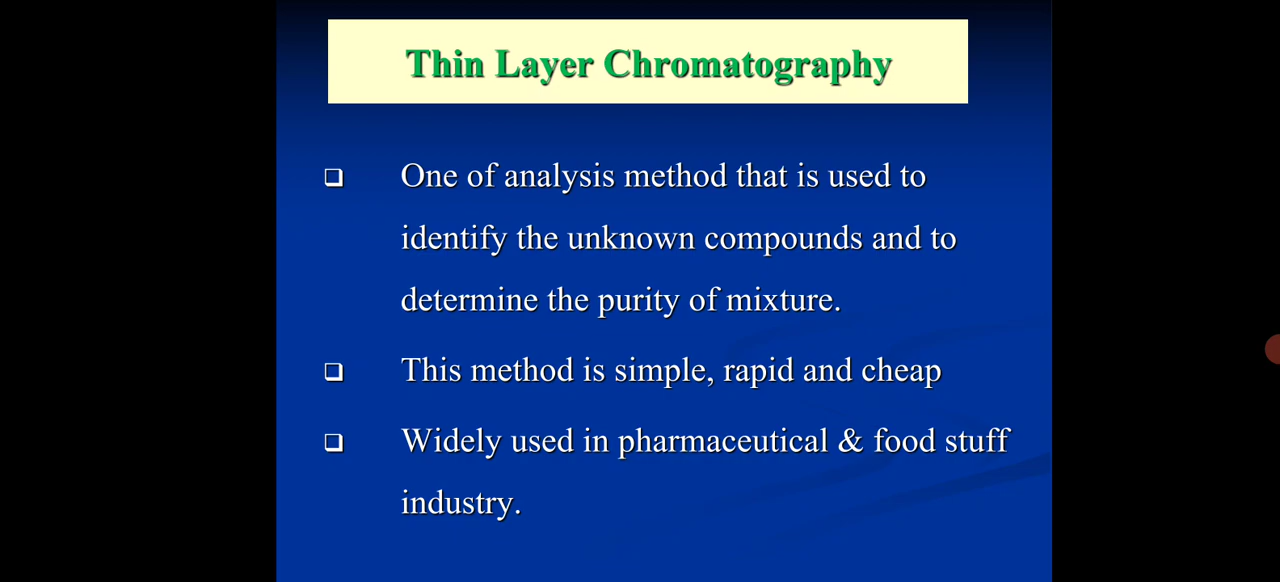 Thin Layer Chromatography
One of analysis method that is used to
identify the unknown compounds and to
determine the purity of mixture.
This method is simple, rapid and cheap
Widely used in pharmaceutical & food stuff
industry.